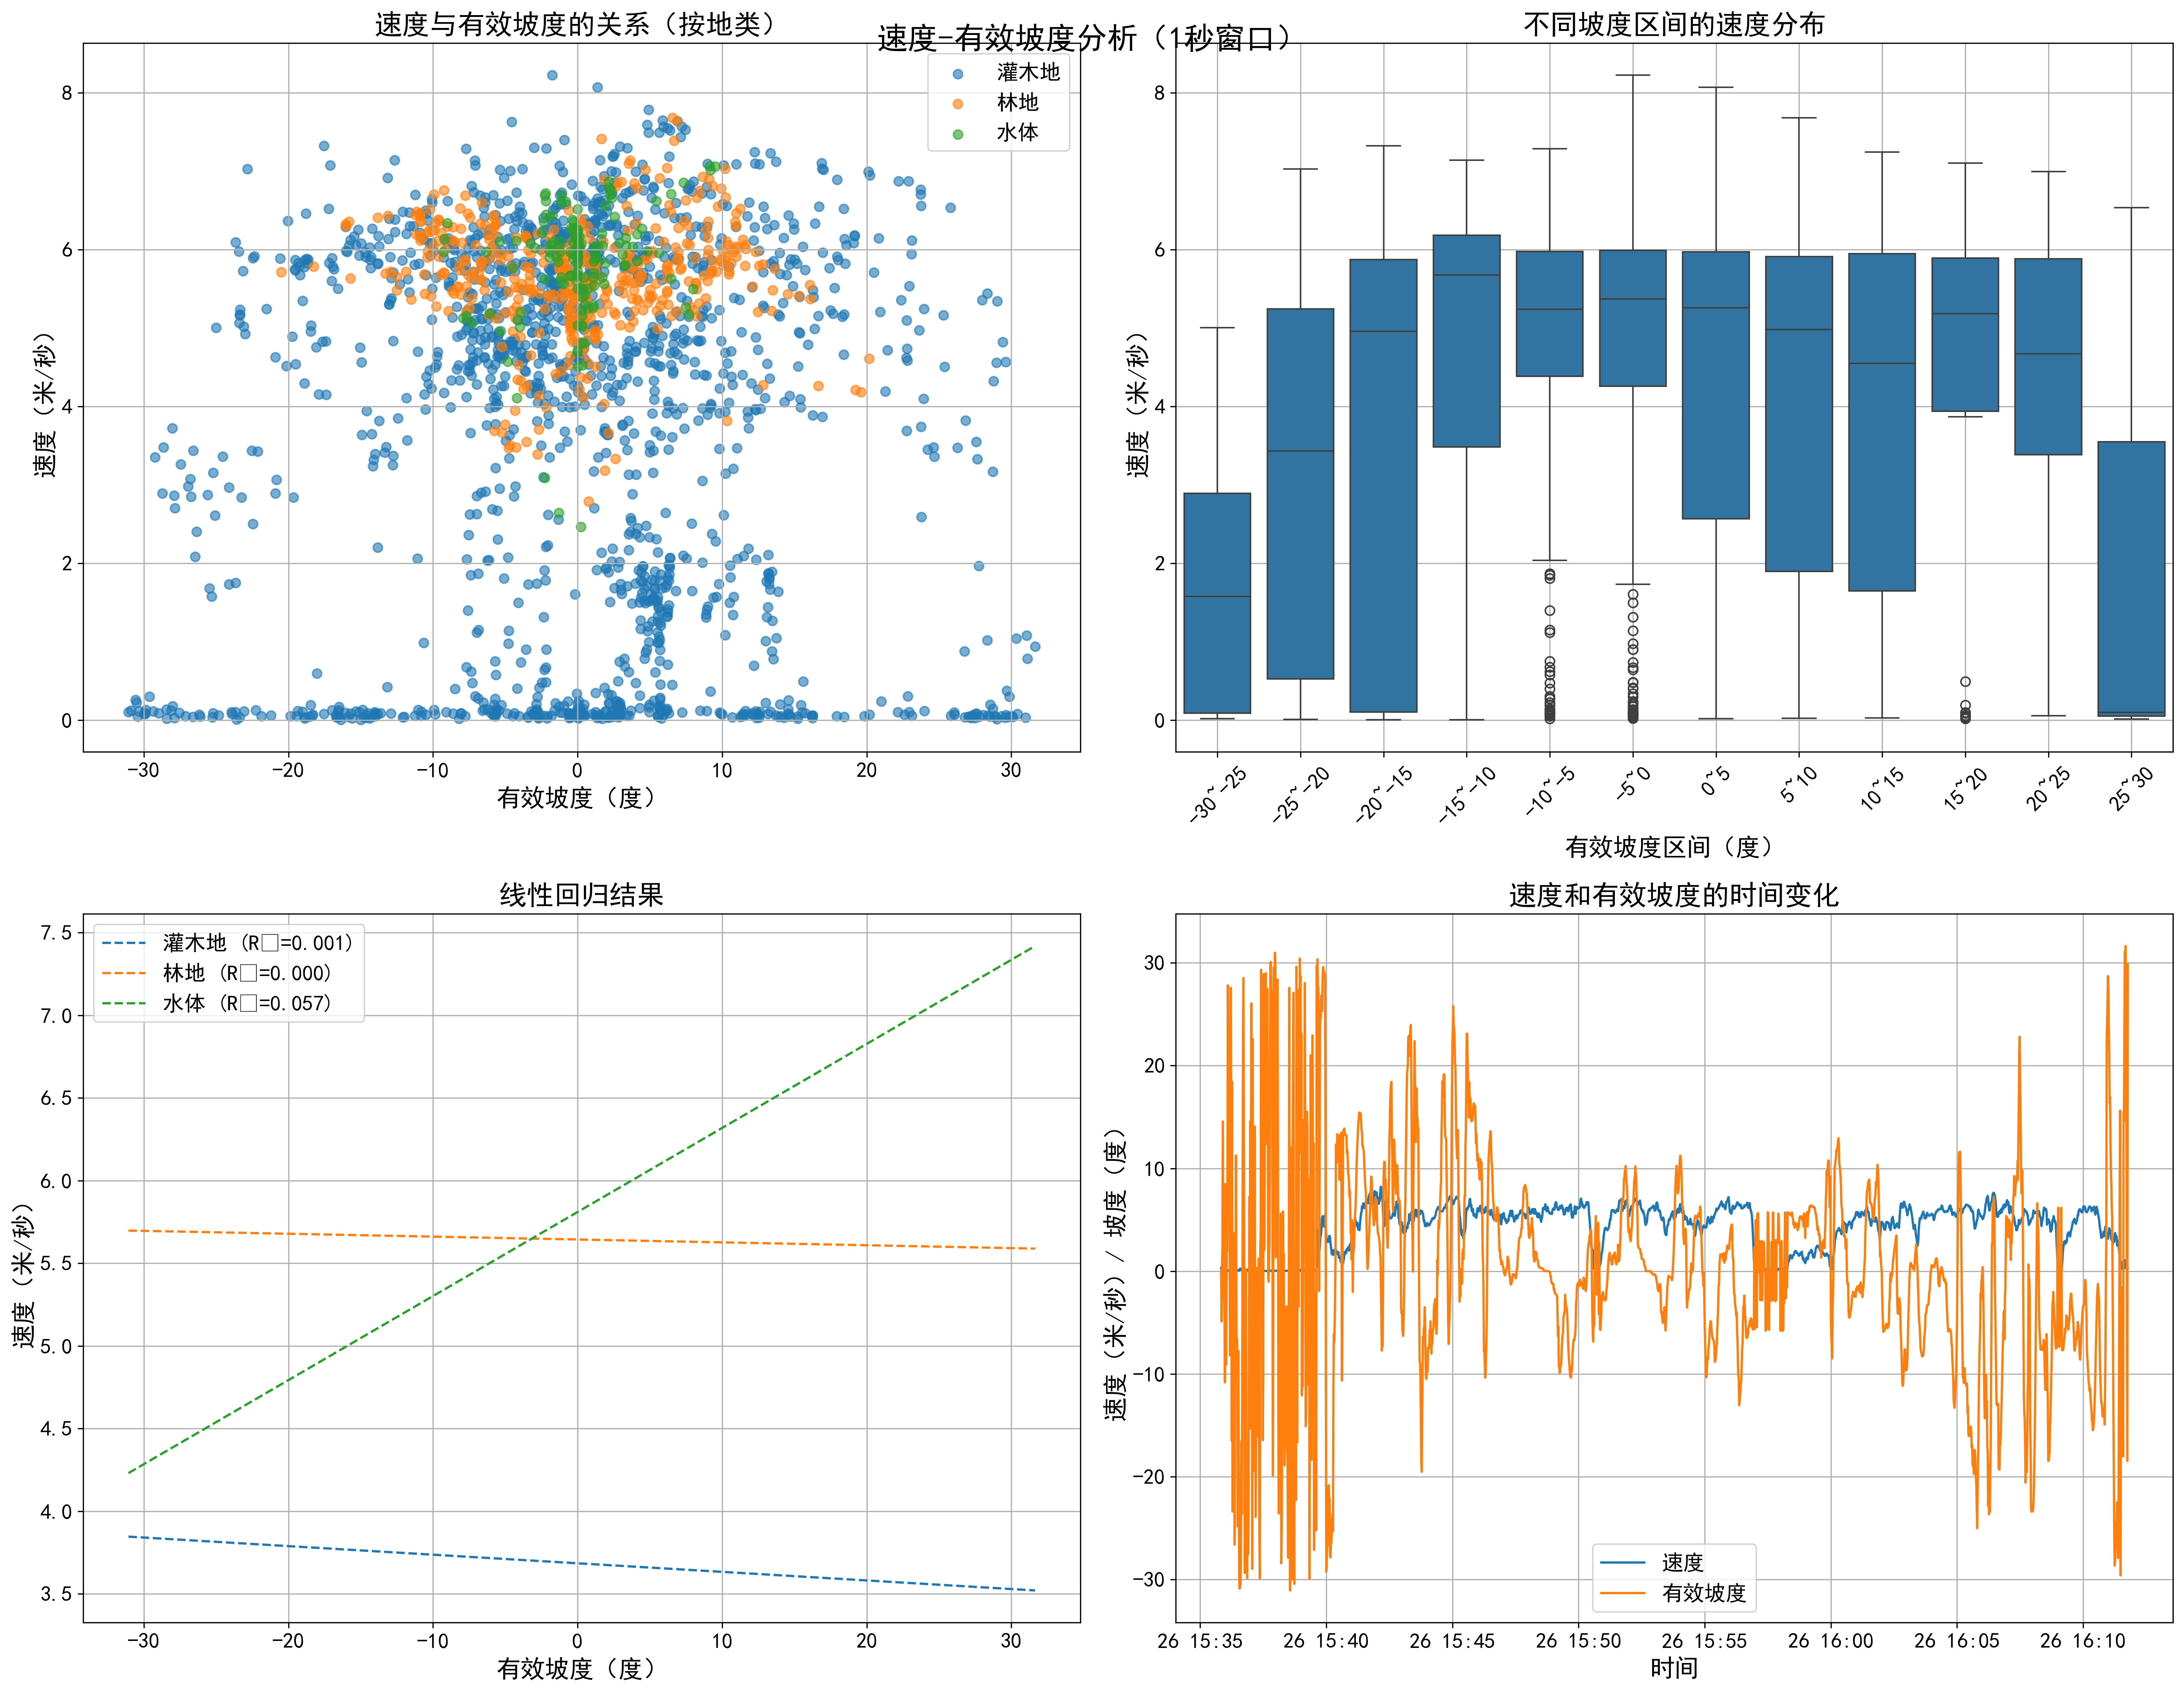 速度-有效坡度分析（1秒窗口）
速度与有效坡度的关系（按地类）
灌木地
林地
水体
速度（米/秒）
8
6
4
2
0
−30
−20
−10
0
10
20
30
有效坡度（度）
不同坡度区间的速度分布
速度（米/秒）
8
6
4
2
0
-30~-25
-25~-20
-20~-15
-15~-10
-10~-5
-5~0
0~5
5~10
10~15
15~20
20~25
25~30
有效坡度区间（度）
线性回归结果
灌木地 (R□=0.001)
林地 (R□=0.000)
水体 (R□=0.057)
速度（米/秒）
7.5
7.0
6.5
6.0
5.5
5.0
4.5
4.0
3.5
−30
−20
−10
0
10
20
30
有效坡度（度）
速度和有效坡度的时间变化
速度（米/秒）/ 坡度（度）
30
20
10
0
−10
−20
−30
速度
有效坡度
26 15:35
26 15:40
26 15:45
26 15:50
26 15:55
26 16:00
26 16:05
26 16:10
时间